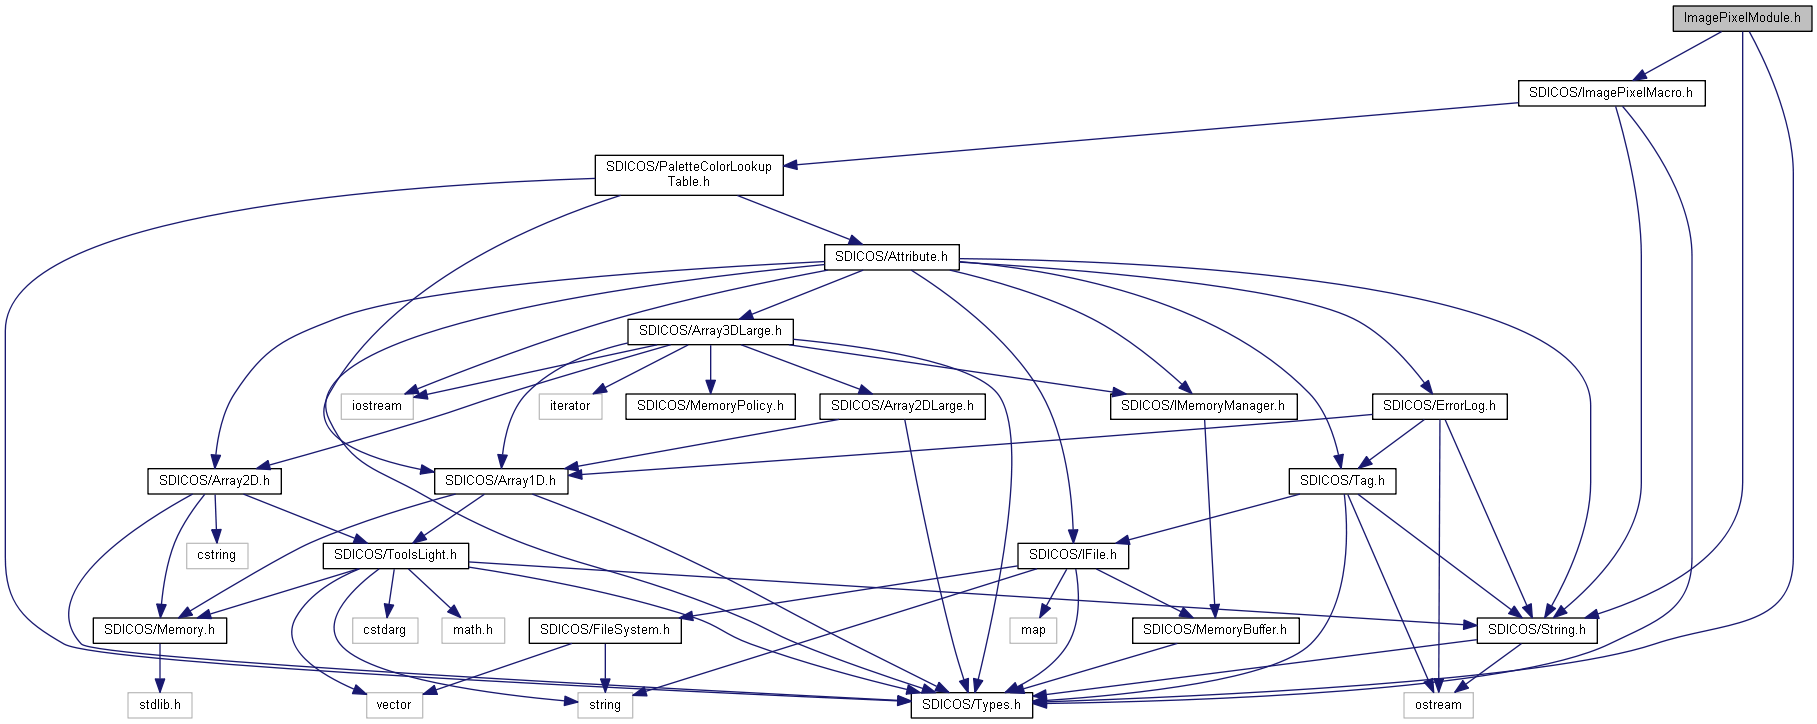 ImagePixelModule.h
SDICOS/ImagePixelMacro.h
SDICOS/PaletteColorLookup
Table.h
SDICOS/Attribute.h
SDICOS/Array3DLarge.h
iostream
iterator
SDICOS/MemoryPolicy.h
SDICOS/Array2DLarge.h
SDICOS/IMemoryManager.h
SDICOS/ErrorLog.h
SDICOS/Array2D.h
SDICOS/Array1D.h
SDICOS/Tag.h
cstring
SDICOS/ToolsLight.h
SDICOS/IFile.h
SDICOS/Memory.h
cstdarg
math.h
SDICOS/FileSystem.h
map
SDICOS/MemoryBuffer.h
SDICOS/String.h
stdlib.h
vector
string
SDICOS/Types.h
ostream